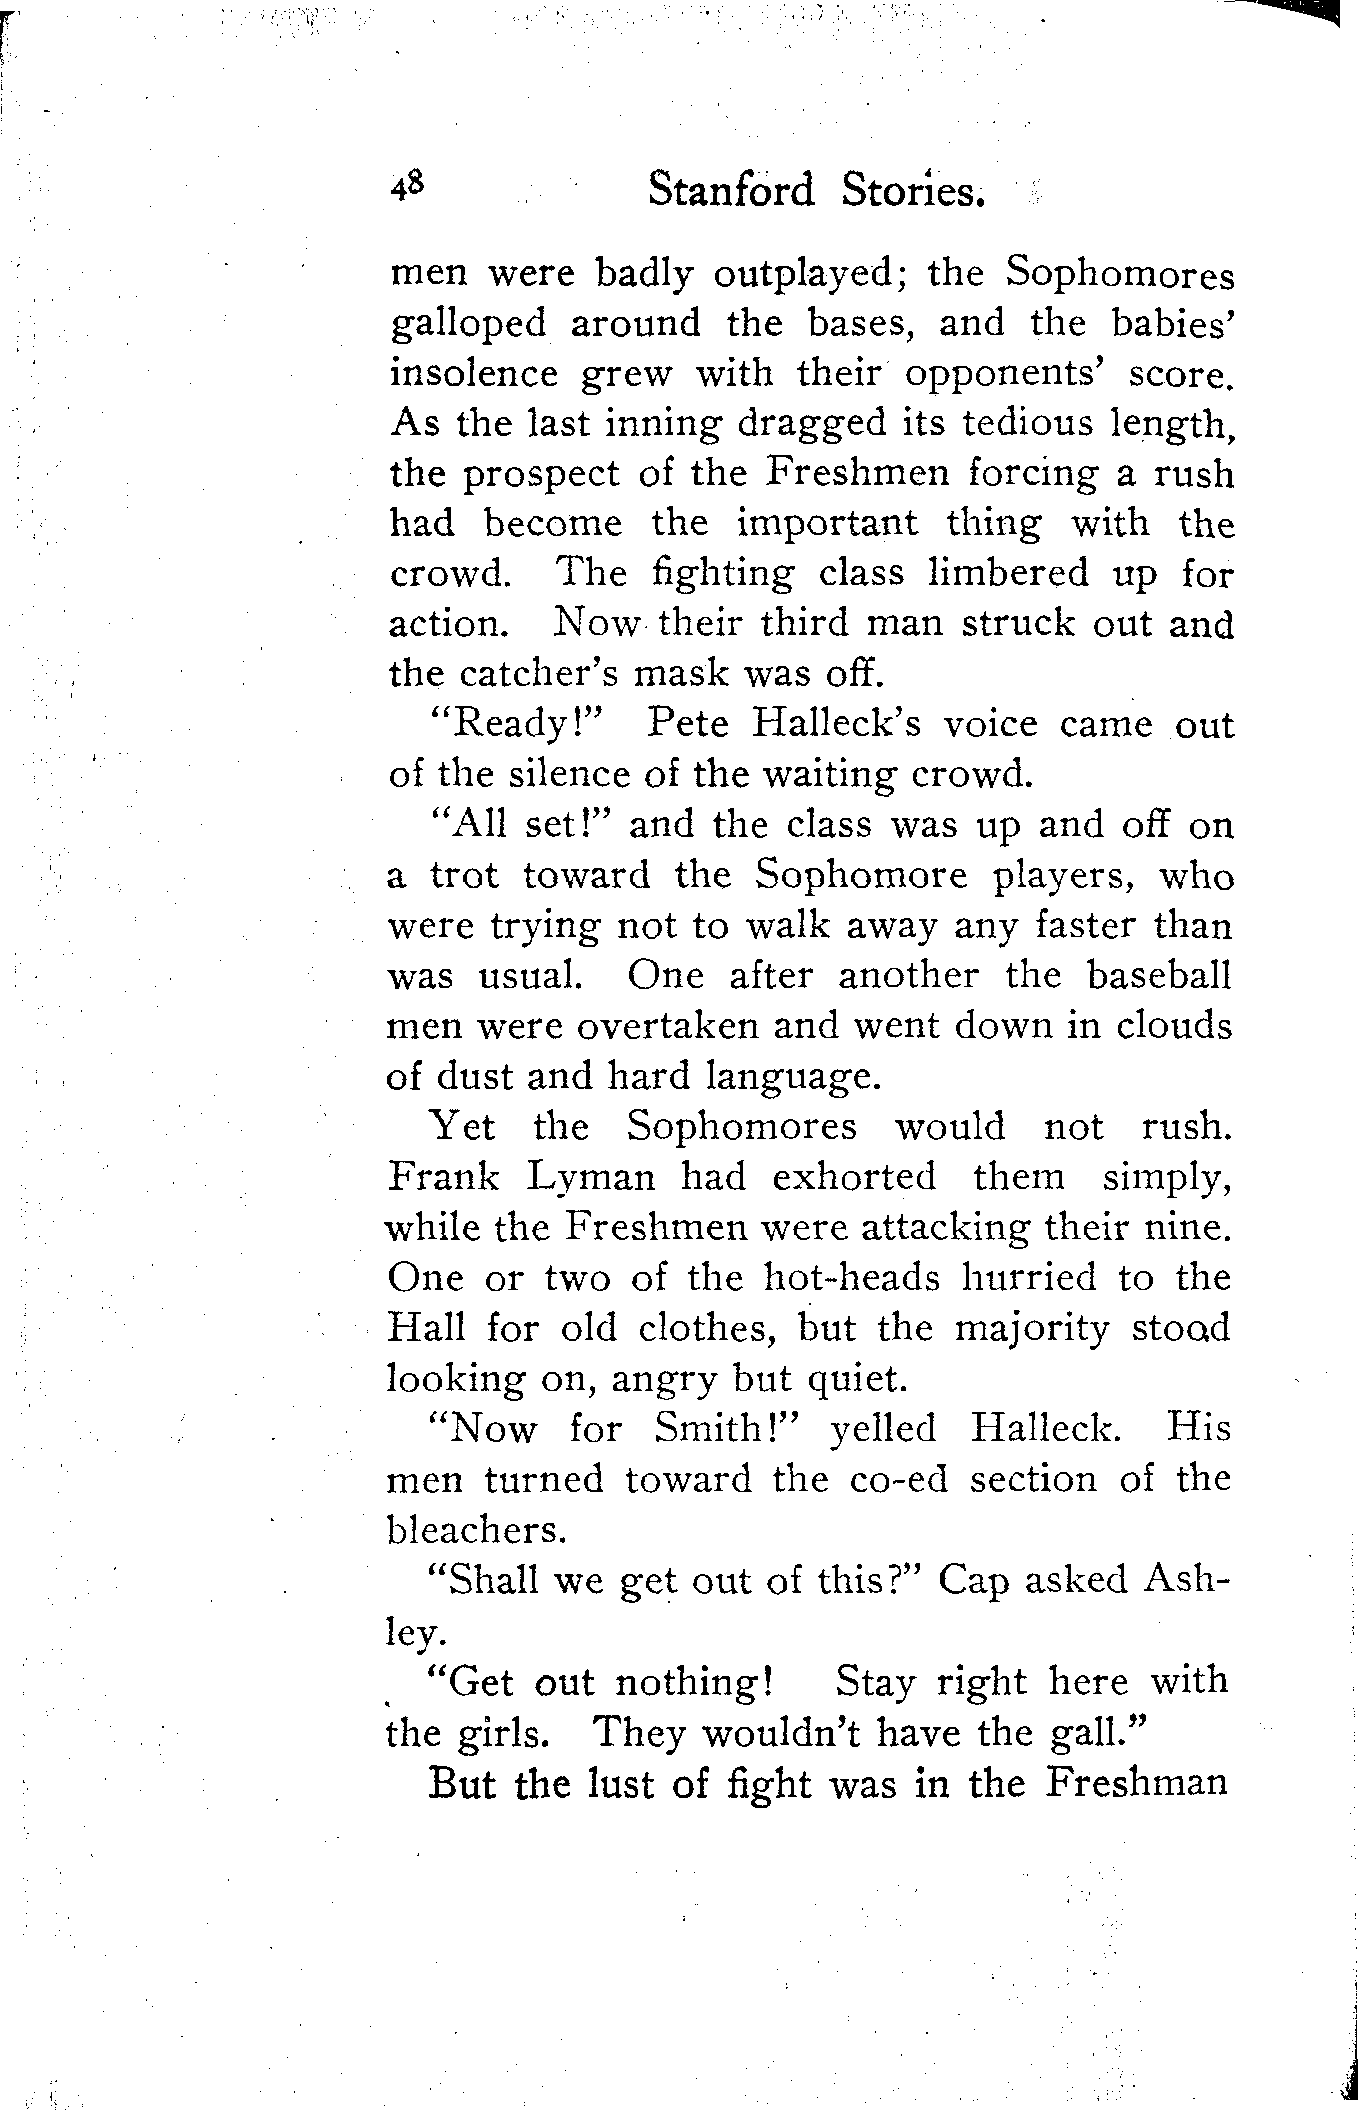 48 Stanford Stories.
men were badly outplayed; the Sophomores
galloped around the bases, and the babies'
insolence grew with their opponents' score.
As the last inning dragged its tedious length,
the prospect of the Freshmen forcing a rush
had become the important thing with the
crowd. The fighting class limbered up for
action. Now their third man struck out and
the catcher's mask was off.
"Ready!" Pete Halleck's voice came out
of the silence of the waiting crowd.
"All set!" and the class was up and off on
a trot toward the Sophomore players, who
were trying not to walk away any faster than
was usual. One after another the baseball
men were overtaken and went down in clouds
of dust and hard language.
Yet the Sophomores would not rush.
Frank Lyman had exhorted them simply,
while the Freshmen were attacking their nine.
One or two of the hot-heads hurried to the
Hall for old clothes, but the majority stood
looking on, angry but quiet.
"Now for Smith!" yelled Halleck. His
men turned toward the co-ed section of the
bleachers.
"Shall we get out of this?" Cap asked Ash-
ley.
"Get out nothing! Stay right here with
the girls. They wouldn't have the gall."
But the lust of fight was in the Freshman